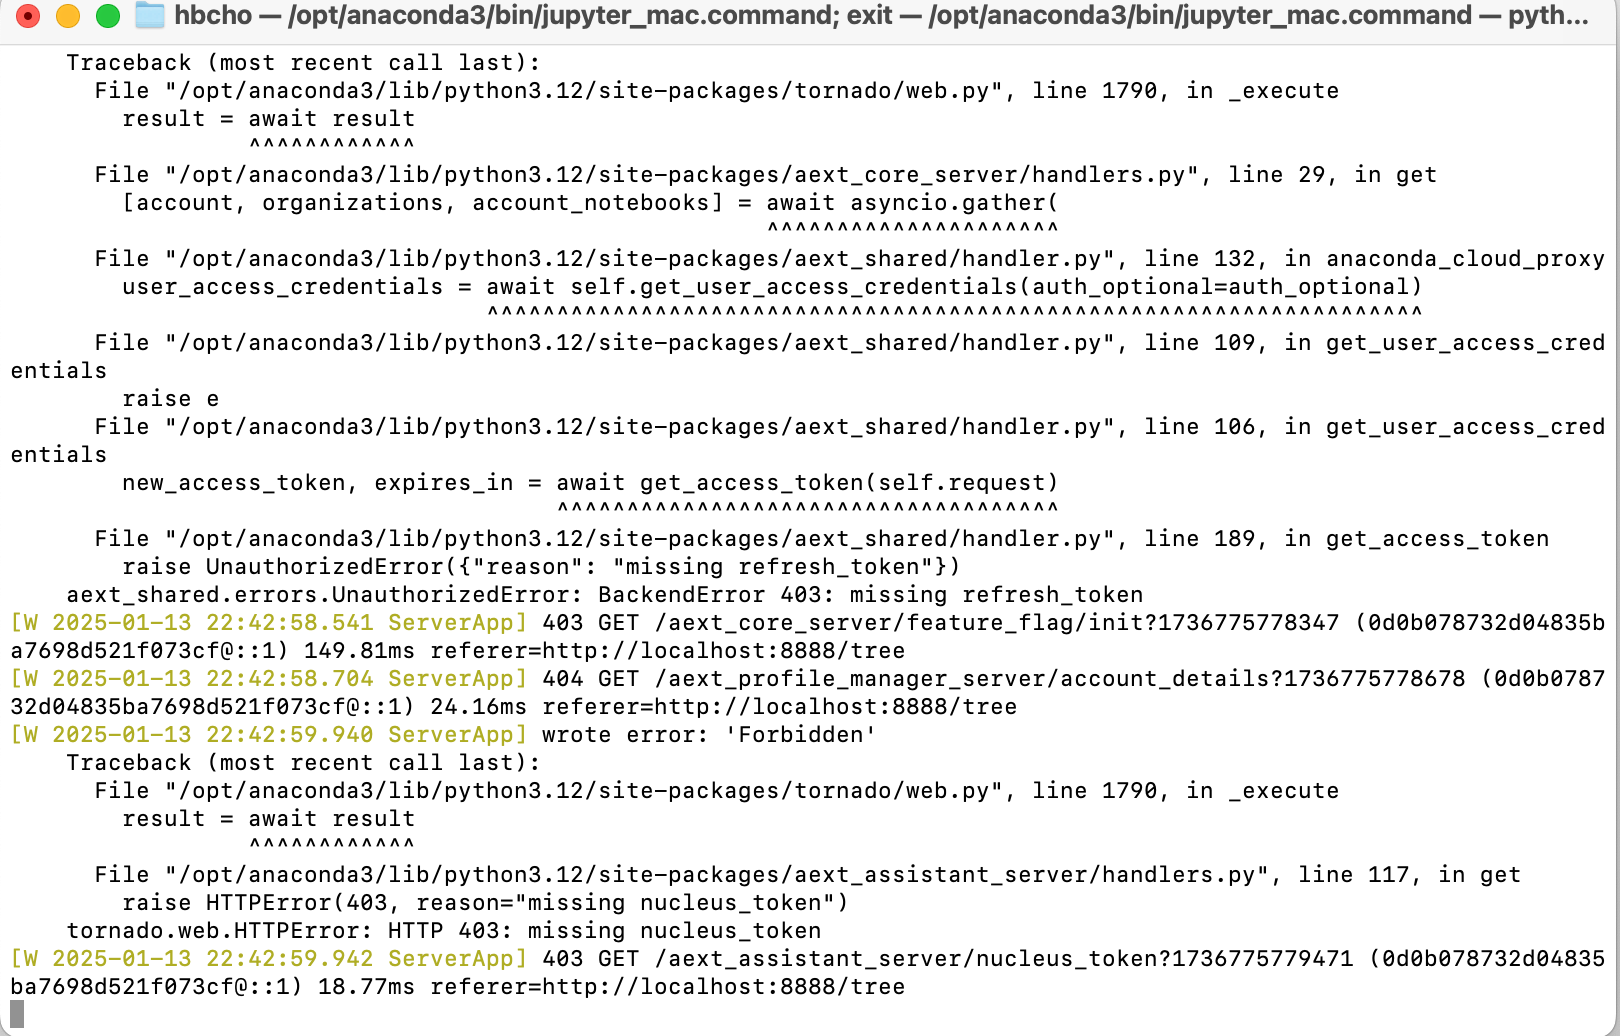 hbcho — /opt/anaconda3/bin/jupyter_mac.command; exit — /opt/anaconda3/bin/jupyter_mac.command — pyth...
Traceback (most recent call last):
File "/opt/anaconda3/lib/python3.12/site-packages/tornado/web.py", line 1790, in _execute
result = await result
^^^^^^^^^^^^
File "/opt/anaconda3/lib/python3.12/site-packages/aext_core_server/handlers.py", line 29, in get
[account, organizations, account_notebooks] = await asyncio.gather(
^^^^^^^^^^^^^^^^^^^^^
File "/opt/anaconda3/lib/python3.12/site-packages/aext_shared/handler.py", line 132, in anaconda_cloud_proxy
user_access_credentials = await self.get_user_access_credentials(auth_optional=auth_optional)
^^^^^^^^^^^^^^^^^^^^^^^^^^^^^^^^^^^^^^^^^^^^^^^^^^^^^^^^^^^^^^^^^^^
File "/opt/anaconda3/lib/python3.12/site-packages/aext_shared/handler.py", line 109, in get_user_access_cred
entials
raise e
File "/opt/anaconda3/lib/python3.12/site-packages/aext_shared/handler.py", line 106, in get_user_access_cred
entials
new_access_token, expires_in = await get_access_token(self.request)
^^^^^^^^^^^^^^^^^^^^^^^^^^^^^^^^^^^^
File "/opt/anaconda3/lib/python3.12/site-packages/aext_shared/handler.py", line 189, in get_access_token
raise UnauthorizedError({"reason": "missing refresh_token"})
aext_shared.errors.UnauthorizedError: BackendError 403: missing refresh_token
[W 2025-01-13 22:42:58.541 ServerApp] 403 GET /aext_core_server/feature_flag/init?1736775778347 (0d0b078732d04835b
a7698d521f073cf@::1) 149.81ms referer=http://localhost:8888/tree
[W 2025-01-13 22:42:58.704 ServerApp] 404 GET /aext_profile_manager_server/account_details?1736775778678 (0d0b0787
32d04835ba7698d521f073cf@::1) 24.16ms referer=http://localhost:8888/tree
[W 2025-01-13 22:42:59.940 ServerApp] wrote error: 'Forbidden'
Traceback (most recent call last):
File "/opt/anaconda3/lib/python3.12/site-packages/tornado/web.py", line 1790, in _execute
result = await result
^^^^^^^^^^^^
File "/opt/anaconda3/lib/python3.12/site-packages/aext_assistant_server/handlers.py", line 117, in get
raise HTTPError(403, reason="missing nucleus_token")
tornado.web.HTTPError: HTTP 403: missing nucleus_token
[W 2025-01-13 22:42:59.942 ServerApp] 403 GET /aext_assistant_server/nucleus_token?1736775779471 (0d0b078732d04835
ba7698d521f073cf@::1) 18.77ms referer=http://localhost:8888/tree